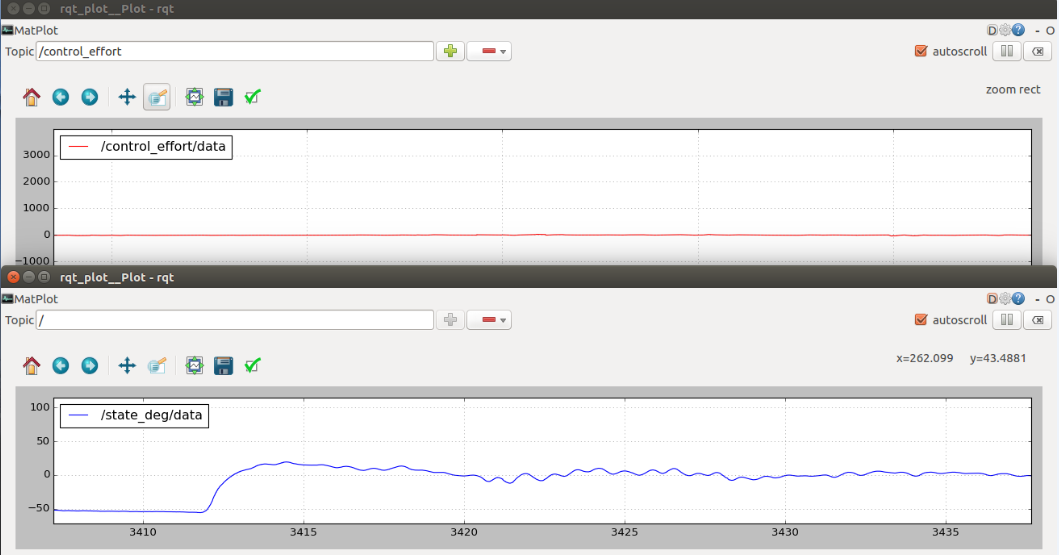 rqt_plot__Plot - rqt
MatPlot
D - O
Topic /control_effort autoscroll
zoom rect
/control_effort/data
3000
2000
1000
0
−1000
rqt_plot__Plot - rqt
MatPlot
D - O
Topic / autoscroll
x=262.099 y=43.4881
/state_deg/data
100
50
0
−50
3410 3415 3420 3425 3430 3435